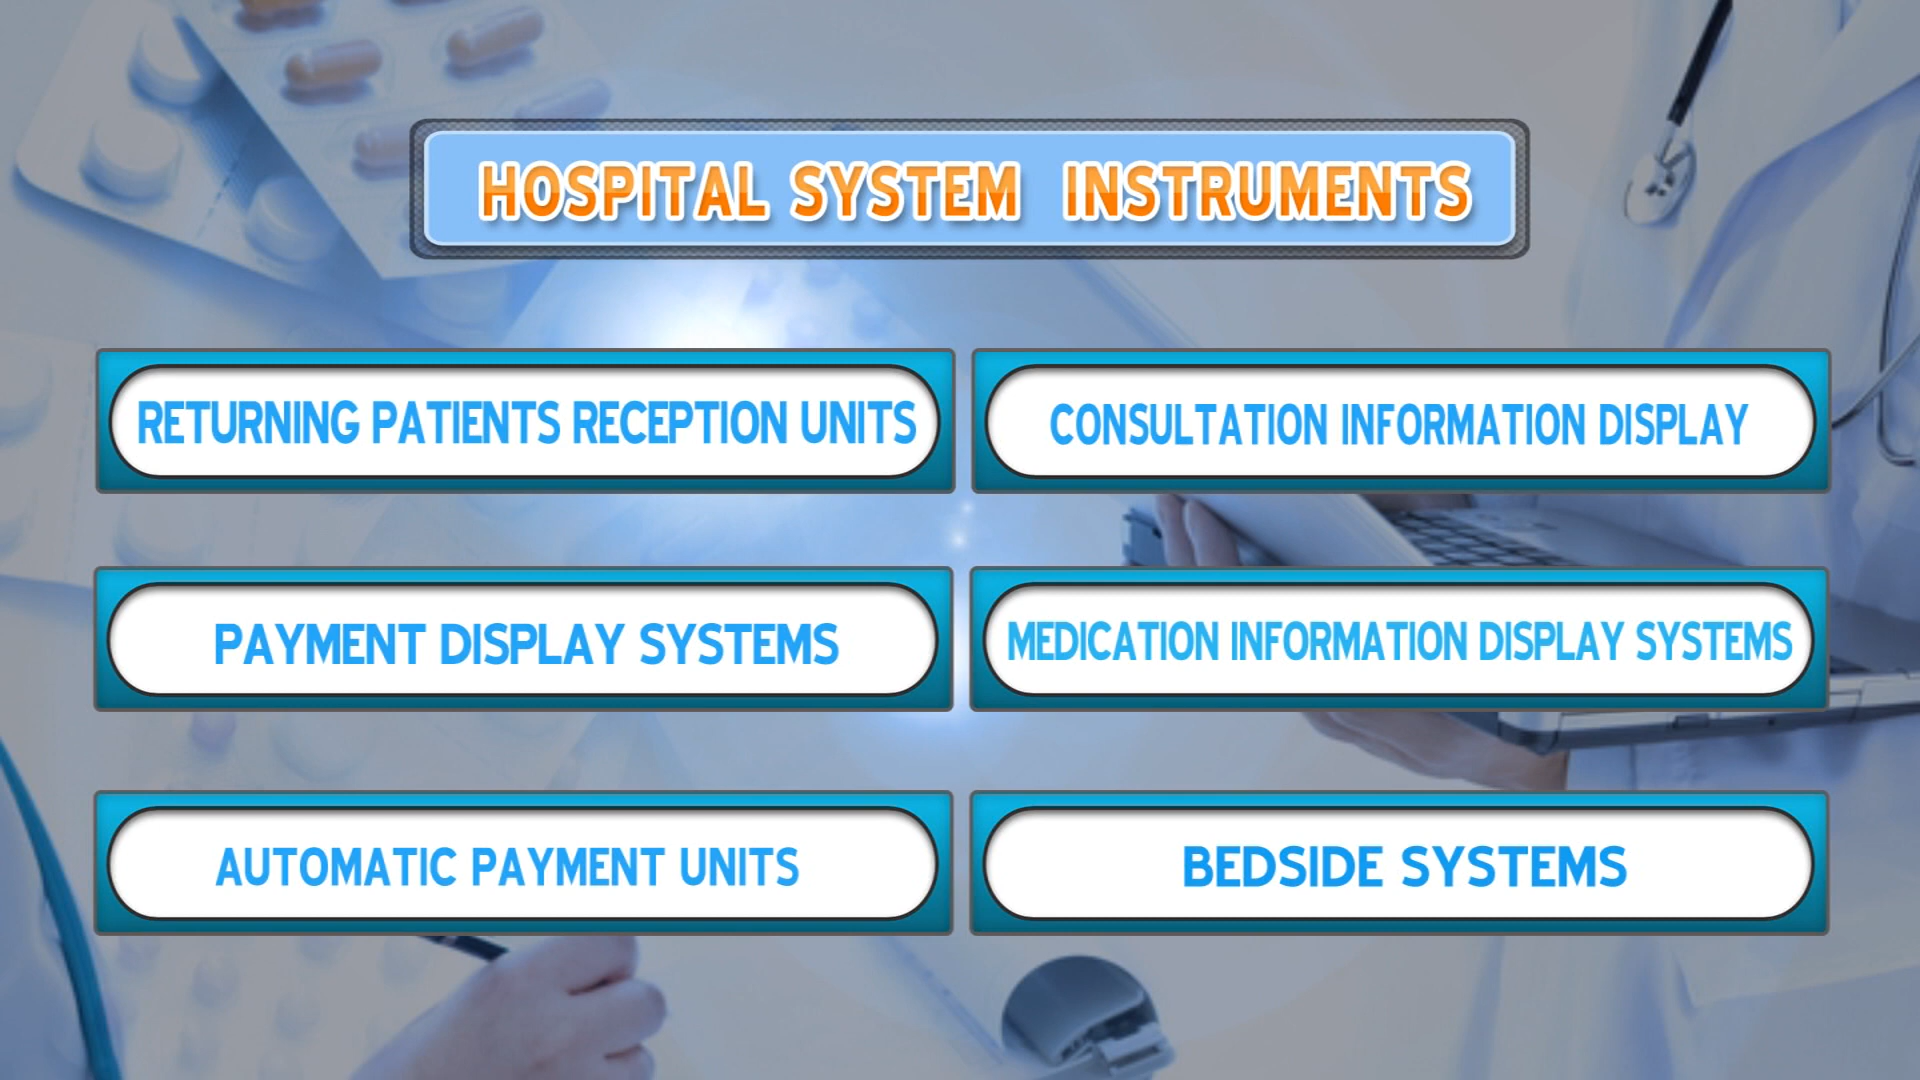 HOSPITAL SYSTEM INSTRUMENTS
RETURNING PATIENTS RECEPTION UNITS
CONSULTATION INFORMATION DISPLAY
PAYMENT DISPLAY SYSTEMS
MEDICATION INFORMATION DISPLAY SYSTEMS
AUTOMATIC PAYMENT UNITS
BEDSIDE SYSTEMS